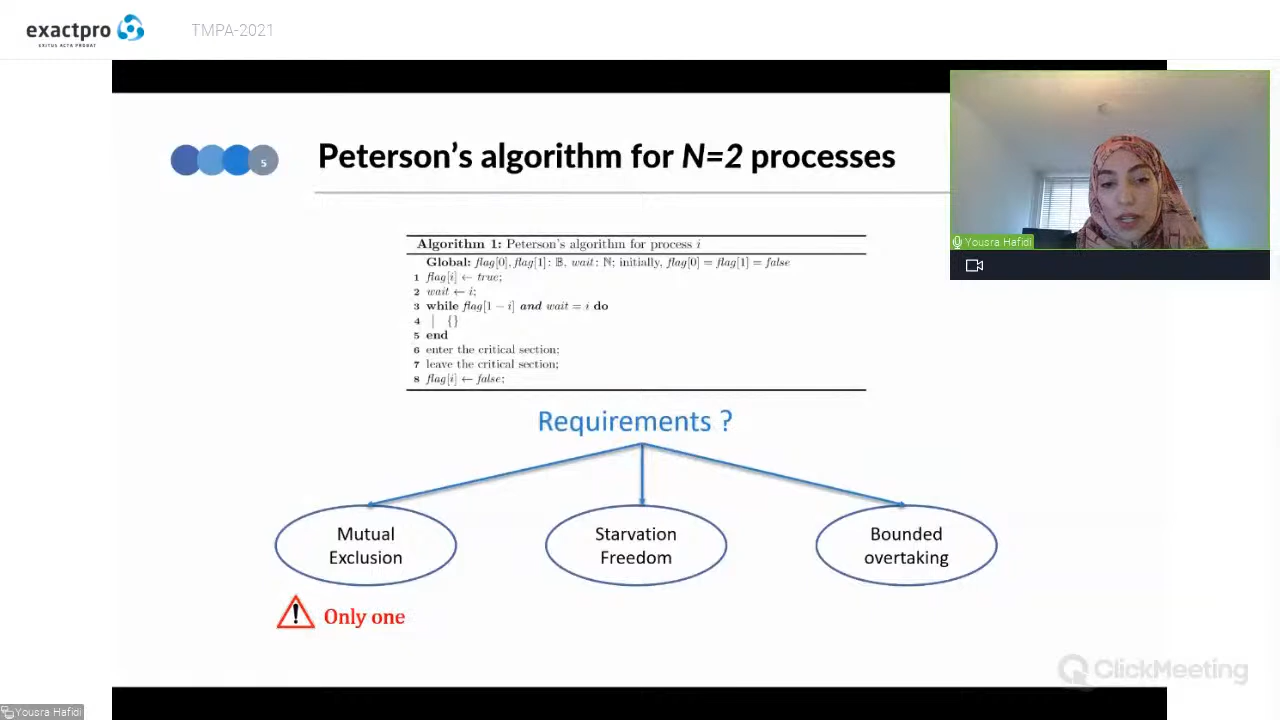 exactpro
EXITUS ACTA PROBAT
TMPA-2021
5
Peterson's algorithm for N=2 processes
Yousra Hafidi
Algorithm 1: Peterson's algorithm for process i
Global: flag[0], flag[1] : 𝔹, wait : ℕ; initially, flag[0] = flag[1] = false
1 flag[i] ← true;
2 wait ← i;
3 while flag[1 − i] and wait = i do
4 | {}
5 end
6 enter the critical section;
7 leave the critical section;
8 flag[i] ← false;
Requirements ?
Mutual
Exclusion
Starvation
Freedom
Bounded
overtaking
! Only one
ClickMeeting
Yousra Hafidi